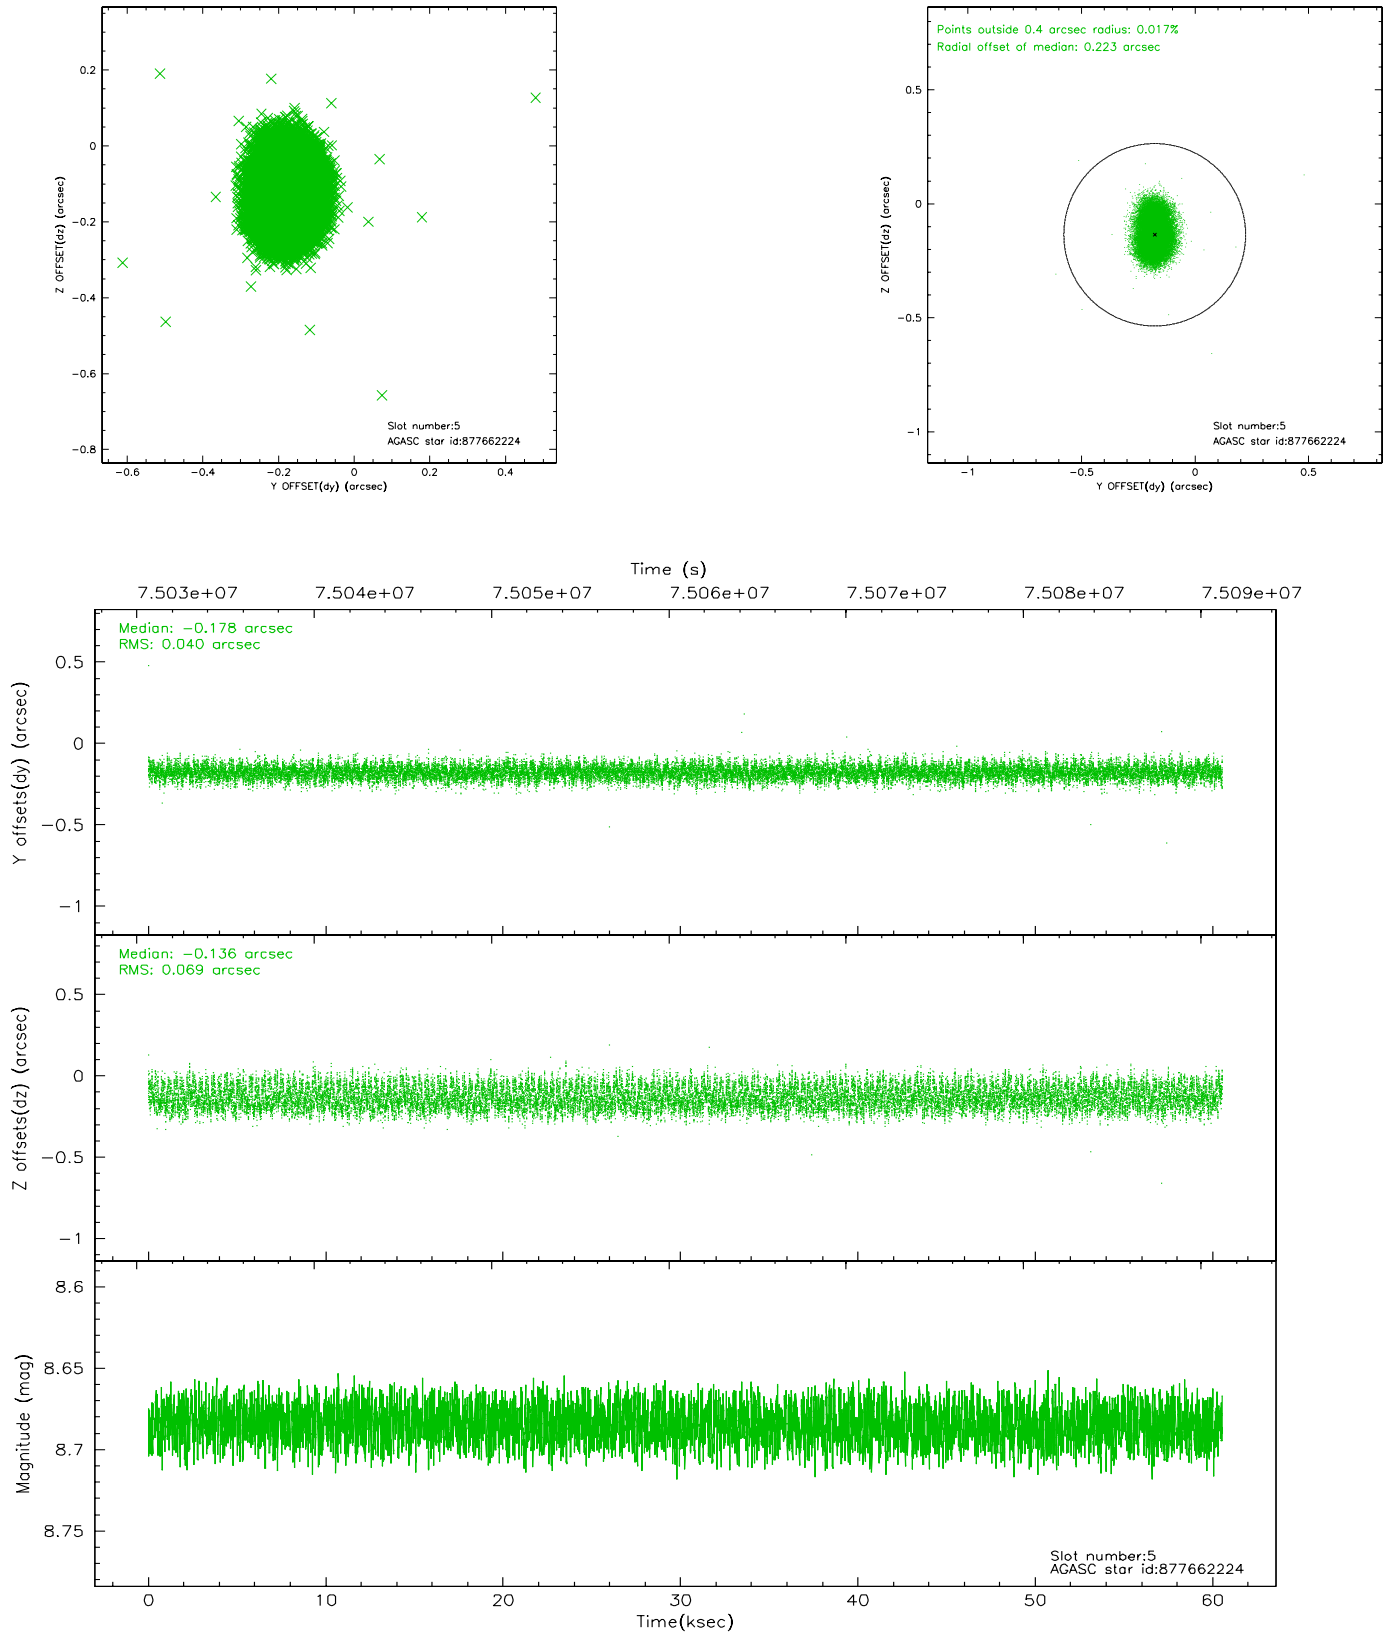 0.2
0
−0.2
−0.4
−0.6
−0.8
Z OFFSET(dz) (arcsec)
Slot number:5
AGASC star id:877662224
−0.6 −0.4 −0.2 0 0.2 0.4
Y OFFSET(dy) (arcsec)
Points outside 0.4 arcsec radius: 0.017%
Radial offset of median: 0.223 arcsec
0.5
0
−0.5
−1
Z OFFSET(dz) (arcsec)
Slot number:5
AGASC star id:877662224
−1 −0.5 0 0.5
Y OFFSET(dy) (arcsec)
Time (s)
7.503e+07 7.504e+07 7.505e+07 7.506e+07 7.507e+07 7.508e+07 7.509e+07
Median: −0.178 arcsec
RMS: 0.040 arcsec
0.5
0
−0.5
−1
Y offsets(dy) (arcsec)
Median: −0.136 arcsec
RMS: 0.069 arcsec
0.5
0
−0.5
−1
Z offsets(dz) (arcsec)
8.6
8.65
8.7
8.75
Magnitude (mag)
Slot number:5
AGASC star id:877662224
0 10 20 30 40 50 60
Time(ksec)